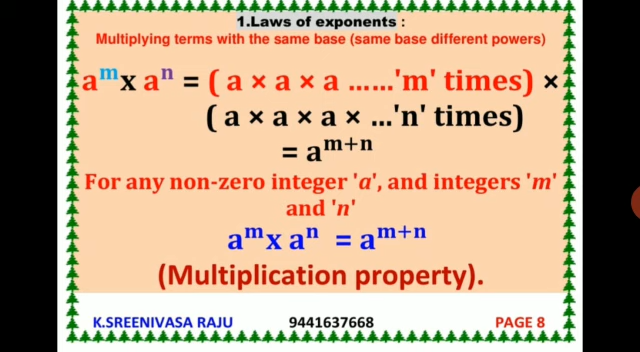 1.Laws of exponents :
Multiplying terms with the same base (same base different powers)
aᵐ x aⁿ = ( a × a × a ......'m' times) ×
( a × a × a × ...'n' times)
= aᵐ⁺ⁿ
For any non-zero integer 'a', and integers 'm'
and 'n'
aᵐ x aⁿ = aᵐ⁺ⁿ
(Multiplication property).
K.SREENIVASA RAJU 9441637668 PAGE 8